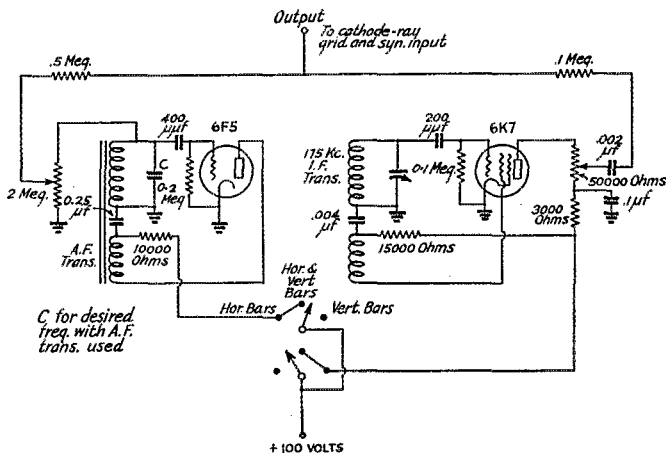 Output
To cathode-ray
grid and syn. input
.5 Meg.
.1 Meg.
400
µµf
6F5
200
µµf
6K7
C
0.2
Meg
175 Kc.
I.F.
Trans.
0.1 Meg.
.002
µf
50000 Ohms
2 Meg.
0.25
µf
.004
µf
3000
Ohms
.1µf
A.F.
Trans.
10000
Ohms
15000 Ohms
Hor. &
Vert
Bars
Hor. Bars
Vert. Bars
C for desired
freq. with A.F.
trans. used
+100 VOLTS